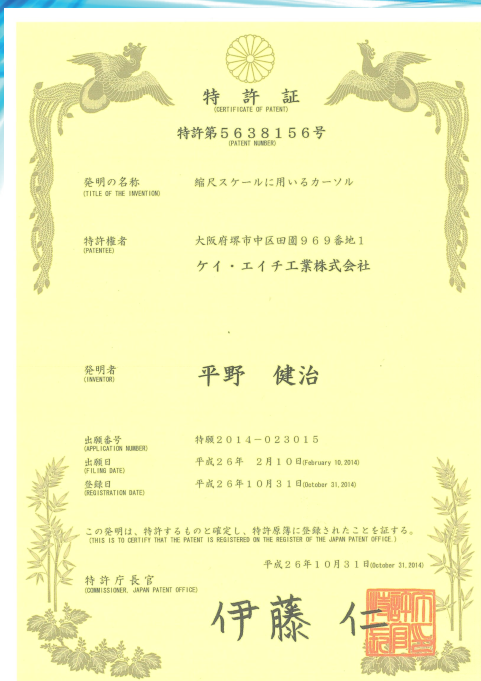 特許証
(CERTIFICATE OF PATENT)
特許第5638156号
(PATENT NUMBER)
発明の名称 縮尺スケールに用いるカーソル
(TITLE OF THE INVENTION)
特許権者 大阪府堺市中区田園969番地1
(PATENTEE)
ケイ・エイチ工業株式会社
発明者 平野 健治
(INVENTOR)
出願番号 特願2014-023015
(APPLICATION NUMBER)
出願日 平成26年 2月10日(February 10, 2014)
(FILING DATE)
登録日 平成26年10月31日(October 31, 2014)
(REGISTRATION DATE)
この発明は、特許するものと確定し、特許原簿に登録されたことを証する。
(THIS IS TO CERTIFY THAT THE PATENT IS REGISTERED ON THE REGISTER OF THE JAPAN PATENT OFFICE.)
平成26年10月31日(October 31, 2014)
特許庁長官
(COMMISSIONER, JAPAN PATENT OFFICE)
伊藤 仁